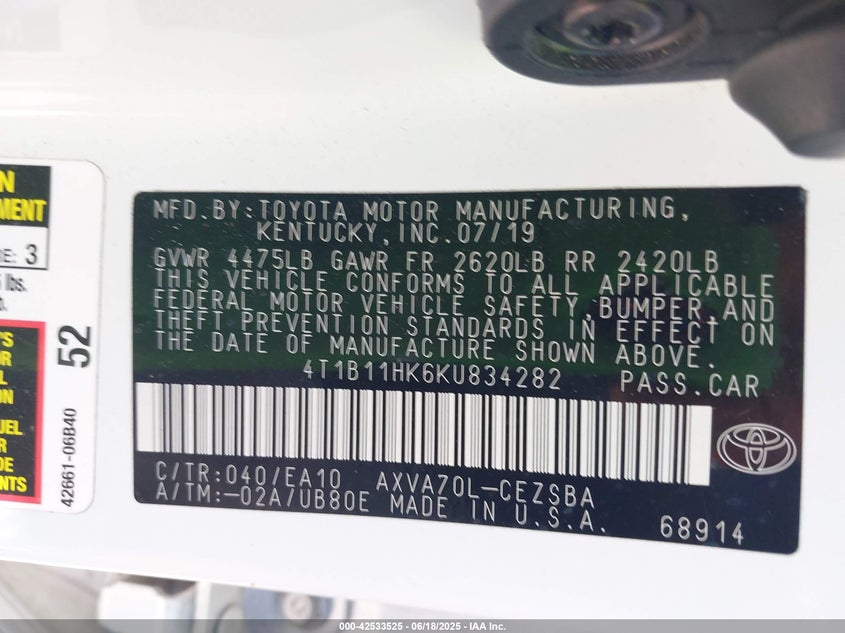 N
MENT
E: 3
lbs.
52
42661-06B40
MFD.BY:TOYOTA MOTOR MANUFACTURING,
KENTUCKY,INC.07/19
GVWR 4475LB GAWR FR 2620LB RR 2420LB
THIS VEHICLE CONFORMS TO ALL APPLICABLE
FEDERAL MOTOR VEHICLE SAFETY,BUMPER AND
THEFT PREVENTION STANDARDS IN EFFECT ON
THE DATE OF MANUFACTURE SHOWN ABOVE.
4T1B11HK6KU834282 PASS.CAR
C/TR:040/EA10 AXVA70L-CEZSBA
A/TM:-02A/UB80E MADE IN U.S.A. 68914
000-42533525 - 06/18/2025 - IAA Inc.